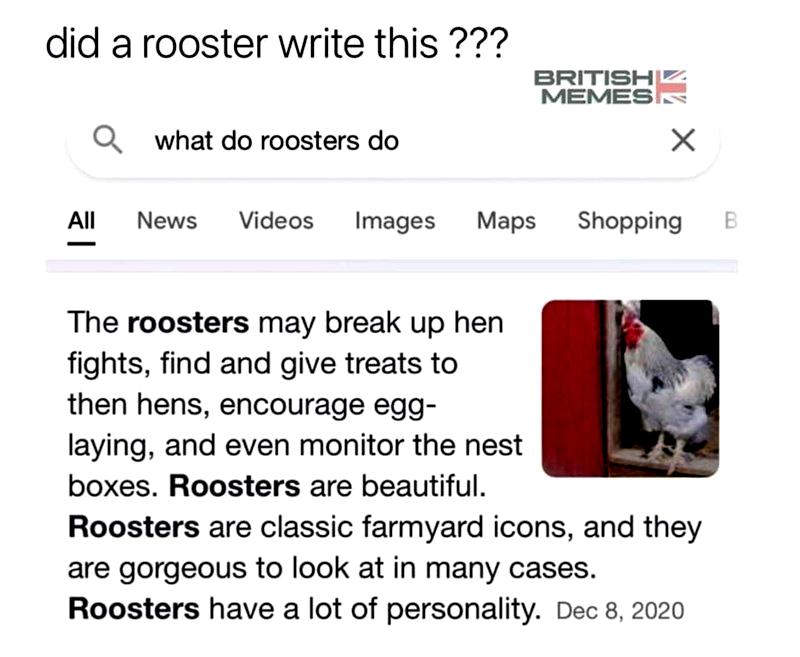 did a rooster write this ???
BRITISH
MEMES
what do roosters do
All News Videos Images Maps Shopping B
The roosters may break up hen
fights, find and give treats to
then hens, encourage egg-
laying, and even monitor the nest
boxes. Roosters are beautiful.
Roosters are classic farmyard icons, and they
are gorgeous to look at in many cases.
Roosters have a lot of personality. Dec 8, 2020